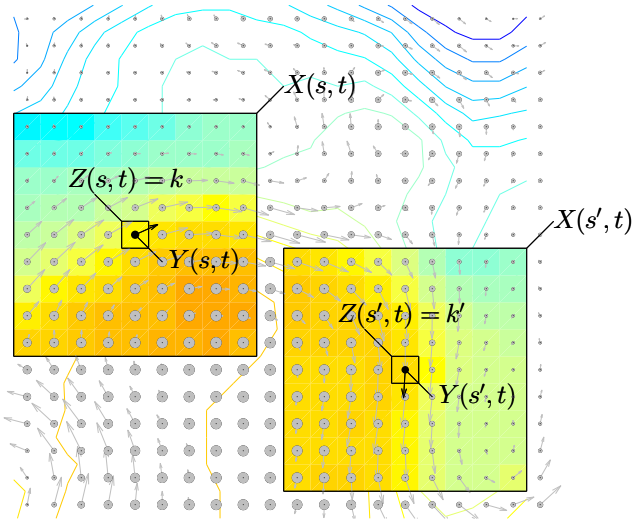 X(s, t)
Z(s, t) = k
Y(s, t)
X(s′, t)
Z(s′, t) = k′
Y(s′, t)